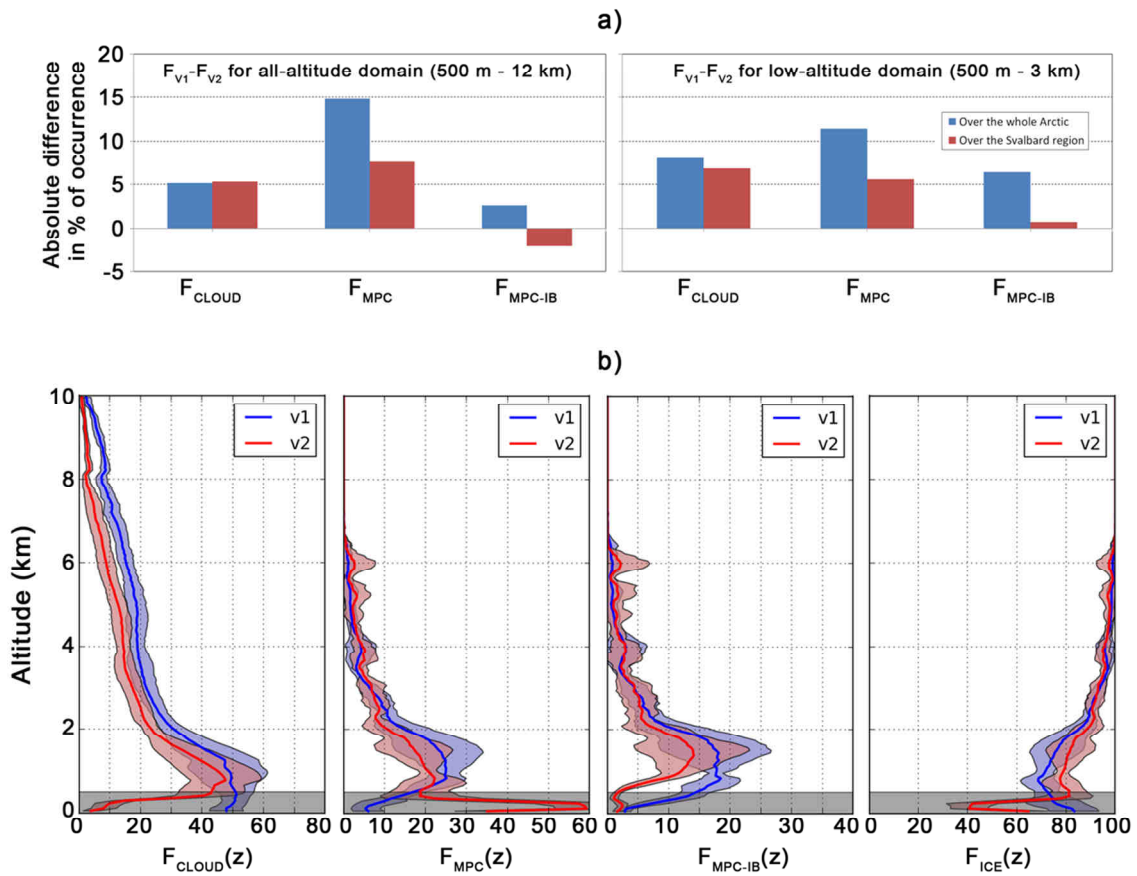 a)
F_V1-F_V2 for all-altitude domain (500 m - 12 km)
F_V1-F_V2 for low-altitude domain (500 m - 3 km)
Absolute difference
in % of occurrence
20
15
10
5
0
-5
Over the whole Arctic
Over the Svalbard region
F_CLOUD F_MPC F_MPC-IB
F_CLOUD F_MPC F_MPC-IB
b)
Altitude (km)
10
8
6
4
2
0
v1
v2
v1
v2
v1
v2
v1
v2
0 20 40 60 80
0 10 20 30 40 50 60
0 10 20 30 40
0 20 40 60 80 100
F_CLOUD(z)
F_MPC(z)
F_MPC-IB(z)
F_ICE(z)